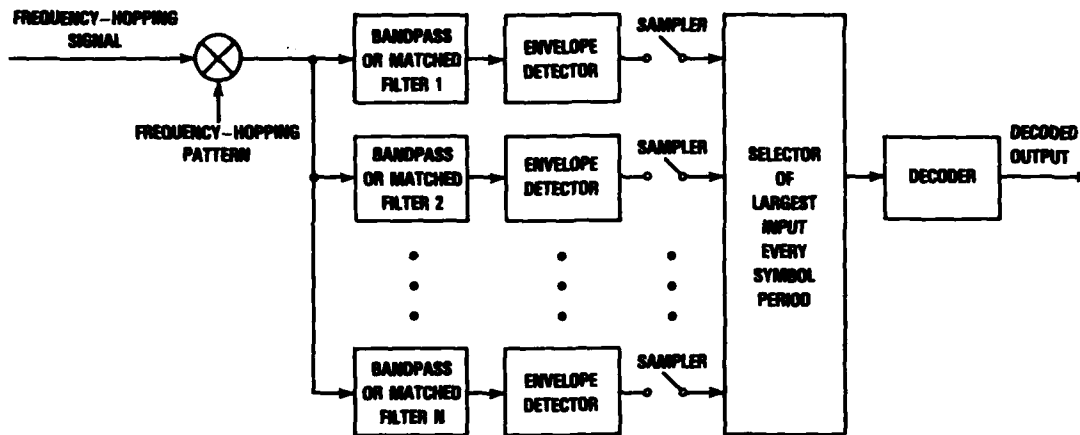 FREQUENCY-HOPPING
SIGNAL
FREQUENCY-HOPPING
PATTERN
BANDPASS
OR MATCHED
FILTER 1
ENVELOPE
DETECTOR
SAMPLER
BANDPASS
OR MATCHED
FILTER 2
ENVELOPE
DETECTOR
SAMPLER
BANDPASS
OR MATCHED
FILTER N
ENVELOPE
DETECTOR
SAMPLER
SELECTOR
OF
LARGEST
INPUT
EVERY
SYMBOL
PERIOD
DECODER
DECODED
OUTPUT